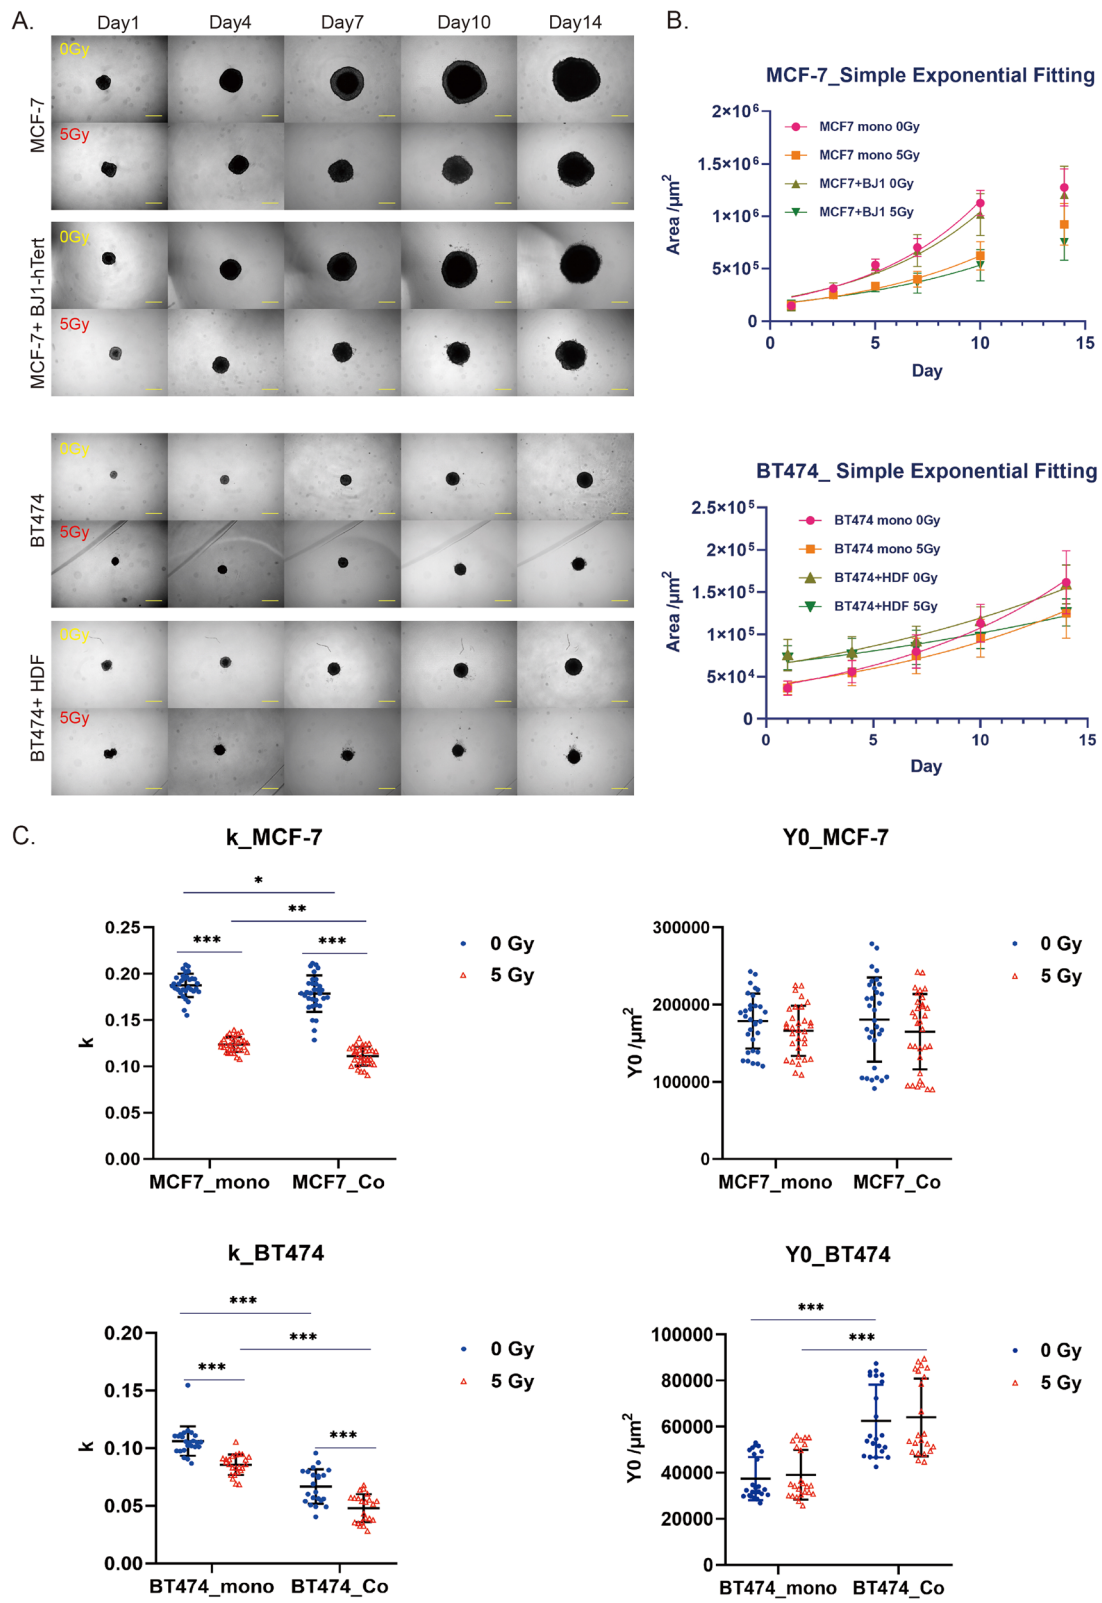 A.
Day1 Day4 Day7 Day10 Day14
MCF-7
0Gy
5Gy
MCF-7+ BJ1-hTert
0Gy
5Gy
BT474
0Gy
5Gy
BT474+ HDF
0Gy
5Gy
B.
MCF-7_Simple Exponential Fitting
2×10⁶
1.5×10⁶
1×10⁶
5×10⁵
0
Area /μm²
MCF7 mono 0Gy
MCF7 mono 5Gy
MCF7+BJ1 0Gy
MCF7+BJ1 5Gy
0 5 10 15
Day
BT474_ Simple Exponential Fitting
2.5×10⁵
2×10⁵
1.5×10⁵
1×10⁵
5×10⁴
0
Area /μm²
BT474 mono 0Gy
BT474 mono 5Gy
BT474+HDF 0Gy
BT474+HDF 5Gy
0 5 10 15
Day
C.
k_MCF-7
*
**
*** ***
0.25
0.20
0.15
0.10
0.05
0.00
k
0 Gy
5 Gy
MCF7_mono MCF7_Co
Y0_MCF-7
300000
200000
100000
0
Y0 /μm²
0 Gy
5 Gy
MCF7_mono MCF7_Co
k_BT474
***
***
***
***
0.20
0.15
0.10
0.05
0.00
k
0 Gy
5 Gy
BT474_mono BT474_Co
Y0_BT474
***
***
100000
80000
60000
40000
20000
0
Y0 /μm²
0 Gy
5 Gy
BT474_mono BT474_Co